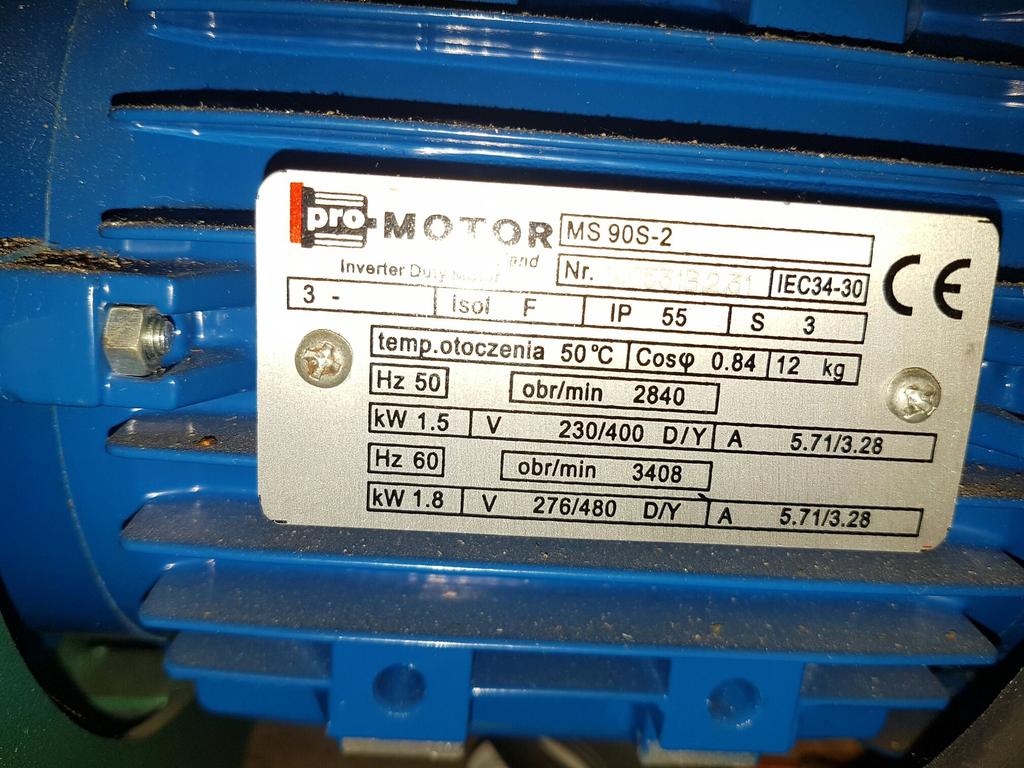 pro MOTOR MS 90S-2
Inverter Duty Motor Nr. IEC34-30 CE
3 - isol F IP 55 S 3
temp.otoczenia 50°C Cosφ 0.84 12 kg
Hz 50 obr/min 2840
kW 1.5 V 230/400 D/Y A 5.71/3.28
Hz 60 obr/min 3408
kW 1.8 V 276/480 D/Y A 5.71/3.28